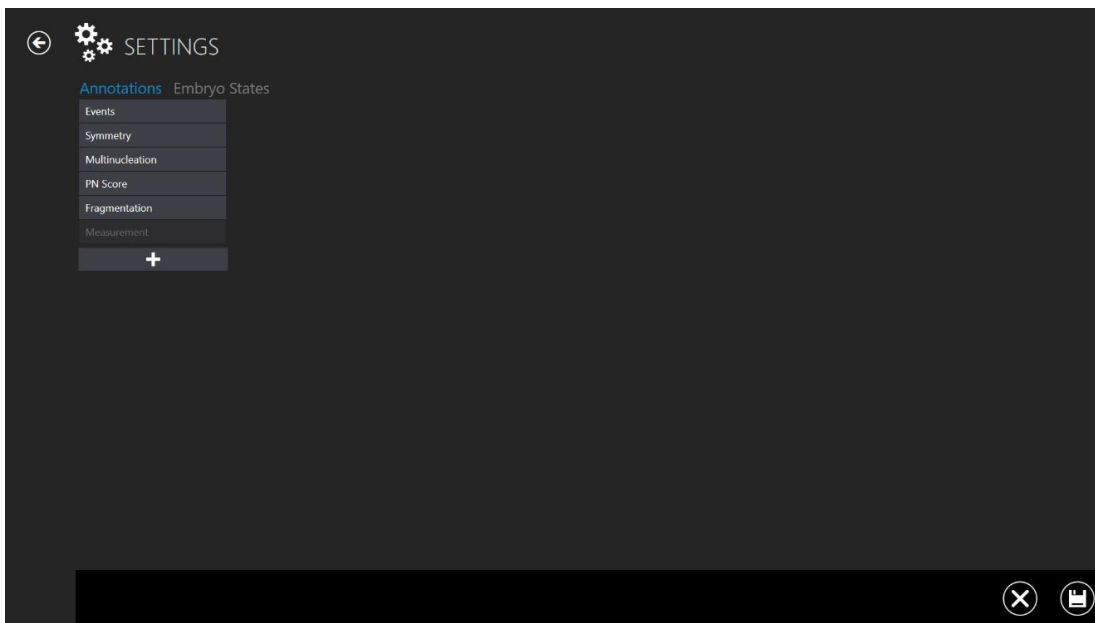 SETTINGS
Annotations Embryo States
Events
Symmetry
Multinucleation
PN Score
Fragmentation
Measurement